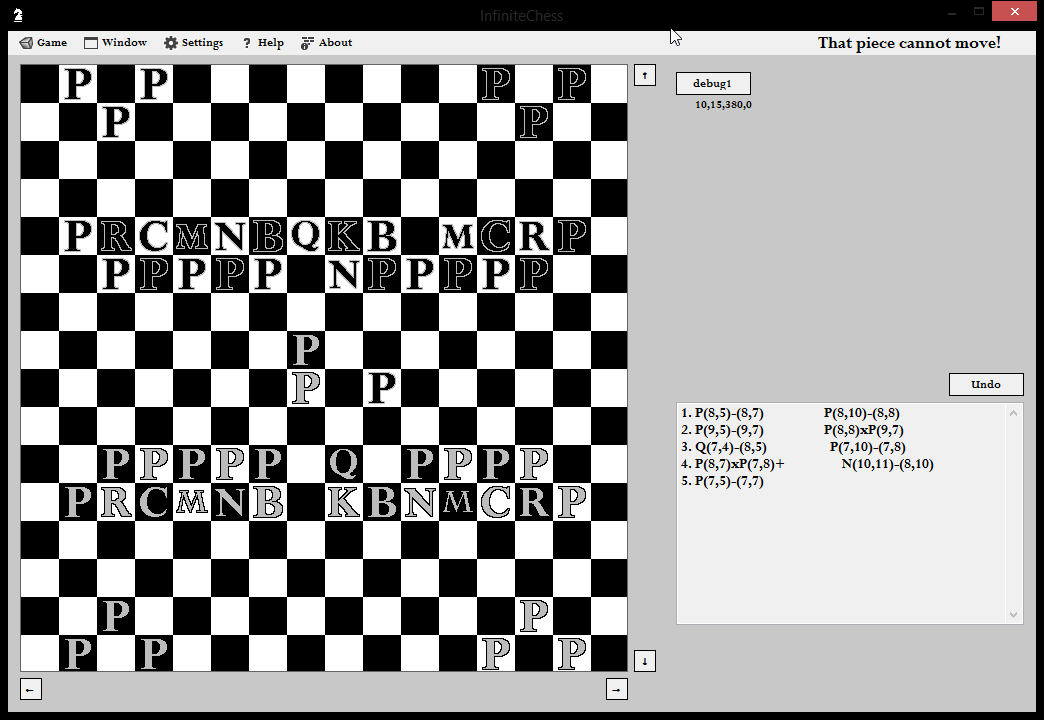 InfiniteChess
Game Window Settings ? Help About That piece cannot move!
debug1
10,15,380,0
P P P P
P P
P R C M N B Q K B M C R P
P P P P P N P P P P P
P
P P
P P P P P Q P P P P
P R C M N B K B N M C R P
P P
P P P P
Undo
1. P(8,5)-(8,7) P(8,10)-(8,8)
2. P(9,5)-(9,7) P(8,8)xP(9,7)
3. Q(7,4)-(8,5) P(7,10)-(7,8)
4. P(8,7)xP(7,8)+ N(10,11)-(8,10)
5. P(7,5)-(7,7)